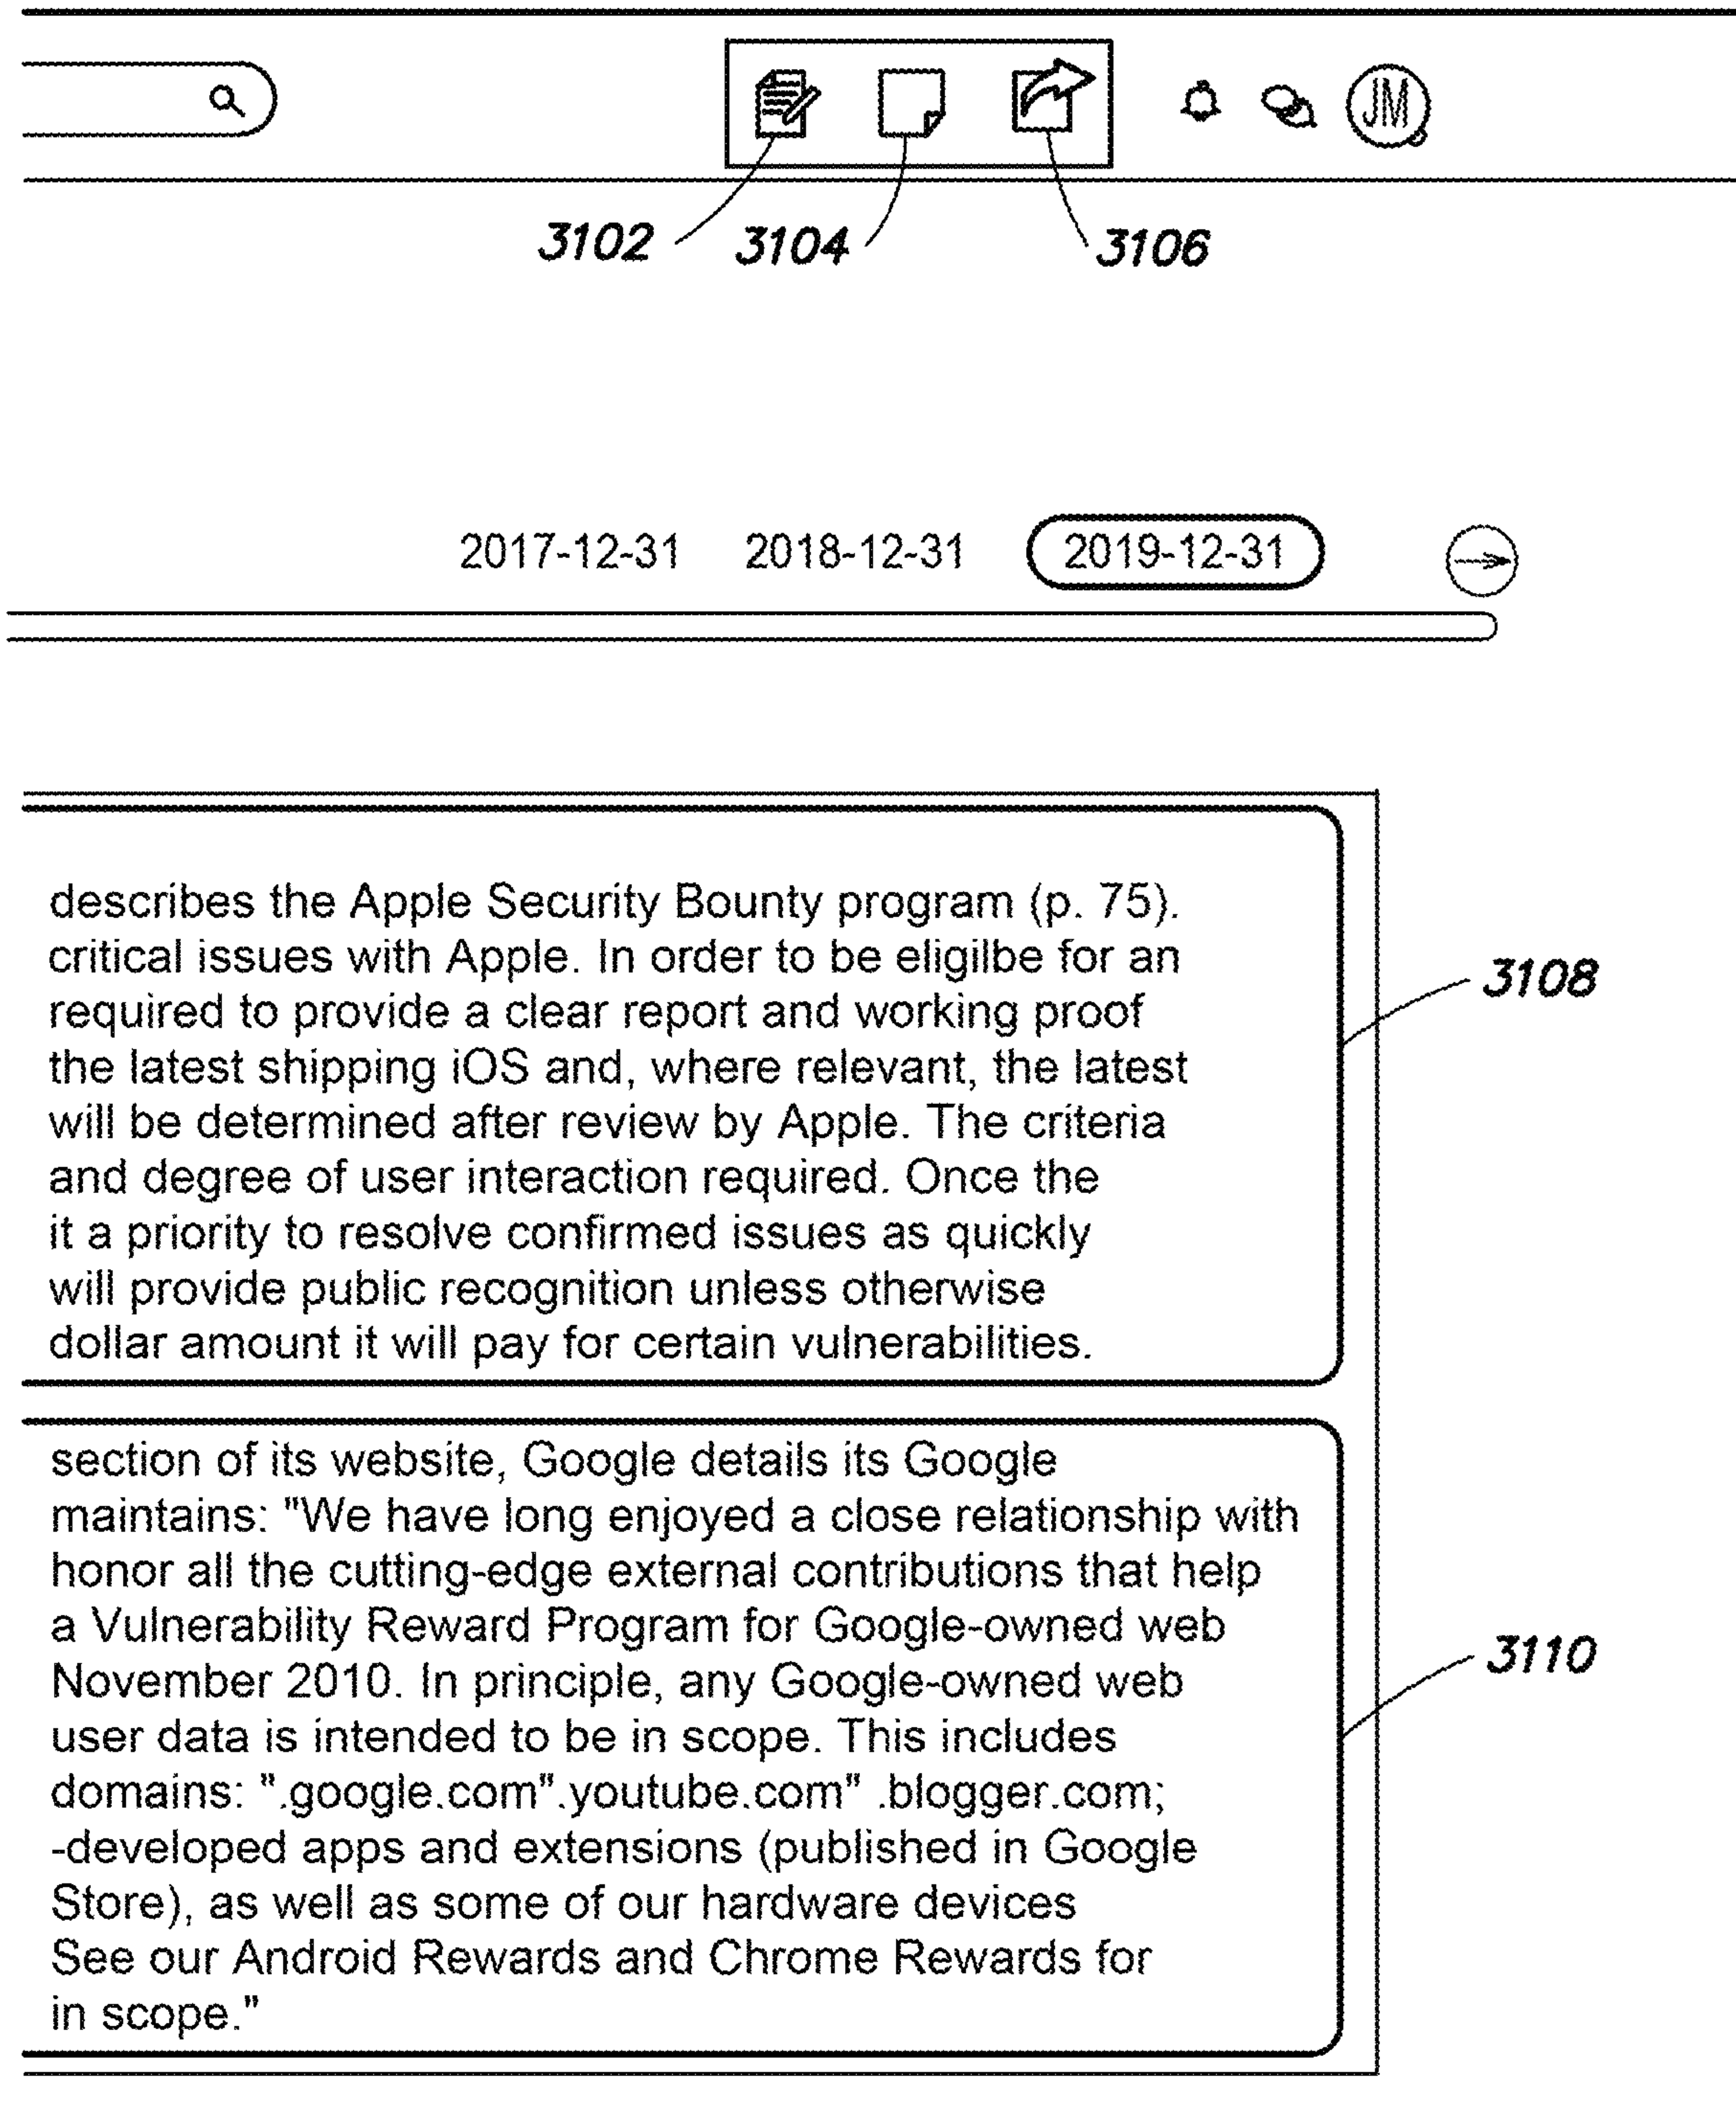 JM
3102 3104 3106
2017-12-31 2018-12-31 2019-12-31
describes the Apple Security Bounty program (p. 75).
critical issues with Apple. In order to be eligilbe for an
required to provide a clear report and working proof
the latest shipping iOS and, where relevant, the latest
will be determined after review by Apple. The criteria
and degree of user interaction required. Once the
it a priority to resolve confirmed issues as quickly
will provide public recognition unless otherwise
dollar amount it will pay for certain vulnerabilities.
3108
section of its website, Google details its Google
maintains: "We have long enjoyed a close relationship with
honor all the cutting-edge external contributions that help
a Vulnerability Reward Program for Google-owned web
November 2010. In principle, any Google-owned web
user data is intended to be in scope. This includes
domains: ".google.com".youtube.com" .blogger.com;
-developed apps and extensions (published in Google
Store), as well as some of our hardware devices
See our Android Rewards and Chrome Rewards for
in scope."
3110